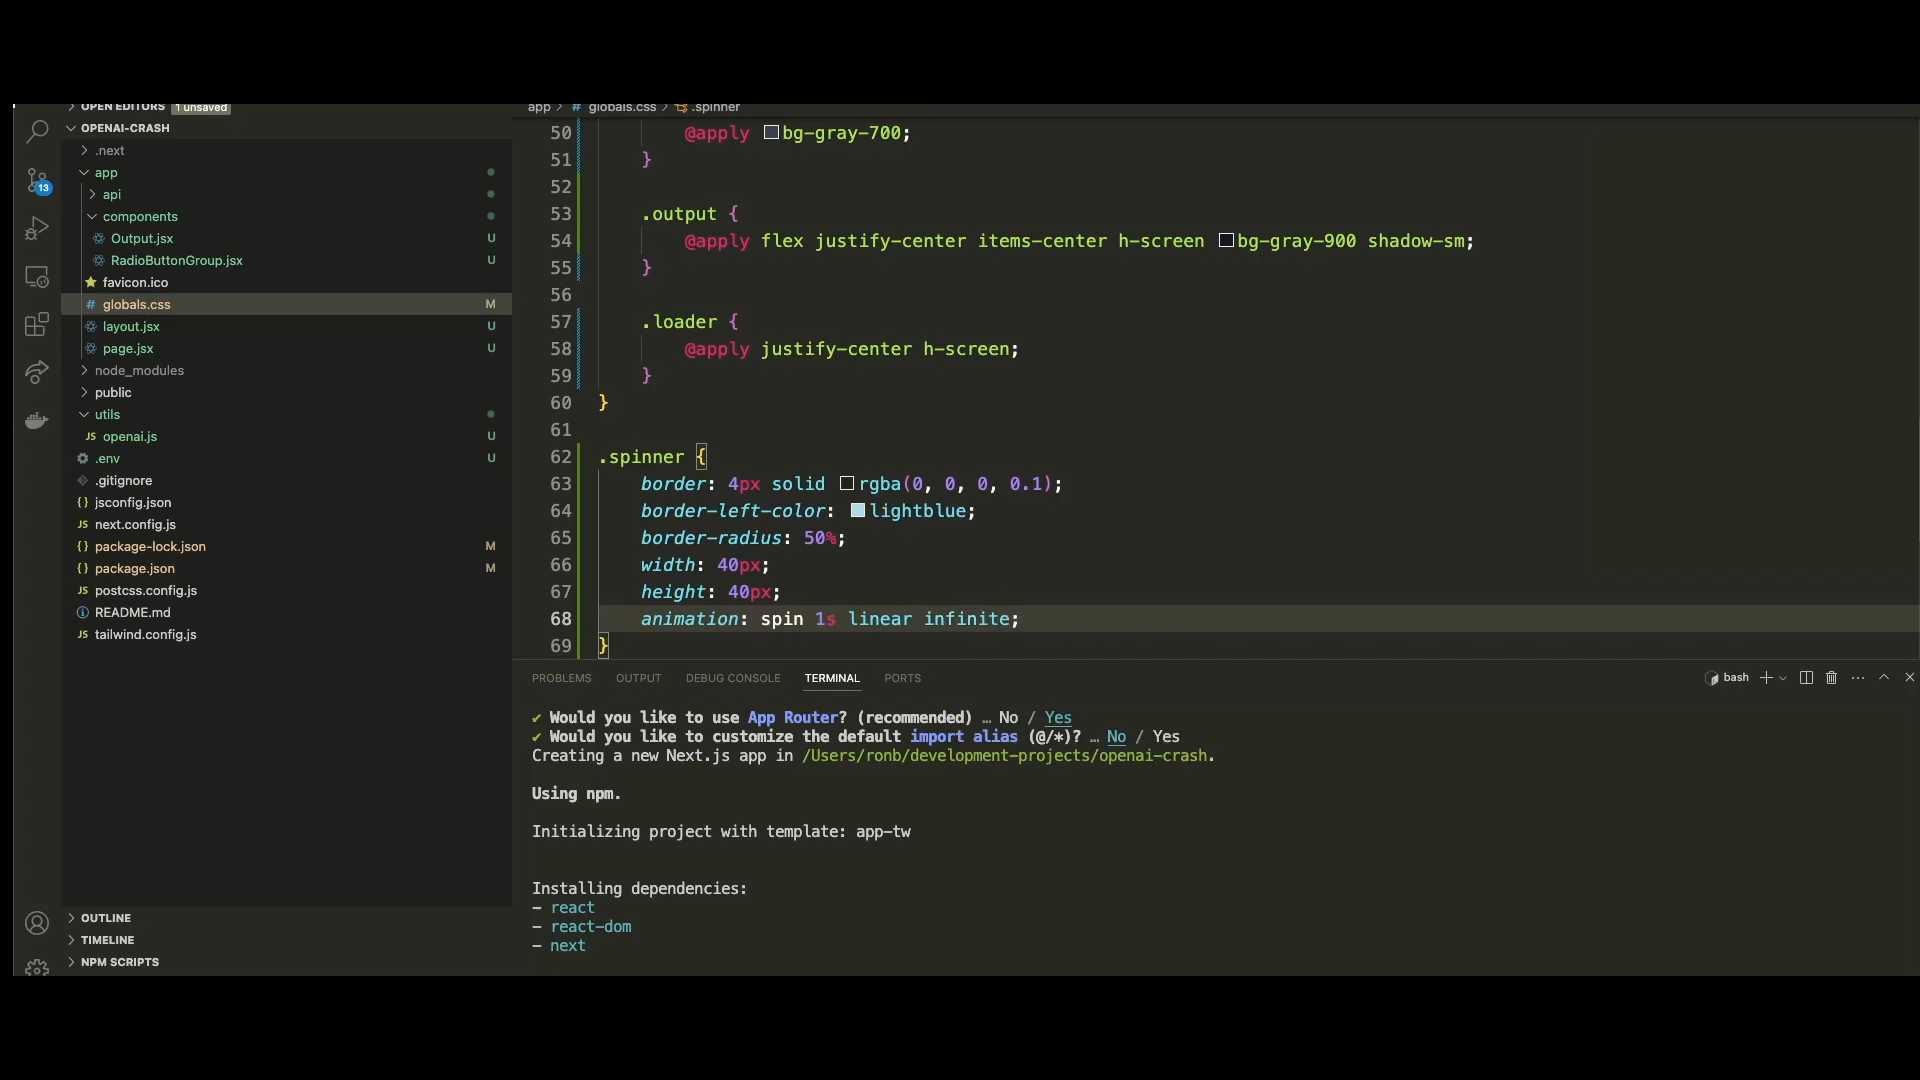 OPEN EDITORS 1 unsaved
OPENAI-CRASH
.next
app
api
components
Output.jsx U
RadioButtonGroup.jsx U
favicon.ico
# globals.css M
layout.jsx U
page.jsx U
node_modules
public
utils
JS openai.js U
.env U
.gitignore
{} jsconfig.json
JS next.config.js
{} package-lock.json M
{} package.json M
JS postcss.config.js
README.md
JS tailwind.config.js
OUTLINE
TIMELINE
NPM SCRIPTS
13
app > # globals.css > .spinner
50 @apply bg-gray-700;
51 }
52
53 .output {
54 @apply flex justify-center items-center h-screen bg-gray-900 shadow-sm;
55 }
56
57 .loader {
58 @apply justify-center h-screen;
59 }
60 }
61
62 .spinner {
63 border: 4px solid rgba(0, 0, 0, 0.1);
64 border-left-color: lightblue;
65 border-radius: 50%;
66 width: 40px;
67 height: 40px;
68 animation: spin 1s linear infinite;
69 }
PROBLEMS OUTPUT DEBUG CONSOLE TERMINAL PORTS bash
✔ Would you like to use App Router? (recommended) … No / Yes
✔ Would you like to customize the default import alias (@/*)? … No / Yes
Creating a new Next.js app in /Users/ronb/development-projects/openai-crash.
Using npm.
Initializing project with template: app-tw
Installing dependencies:
- react
- react-dom
- next